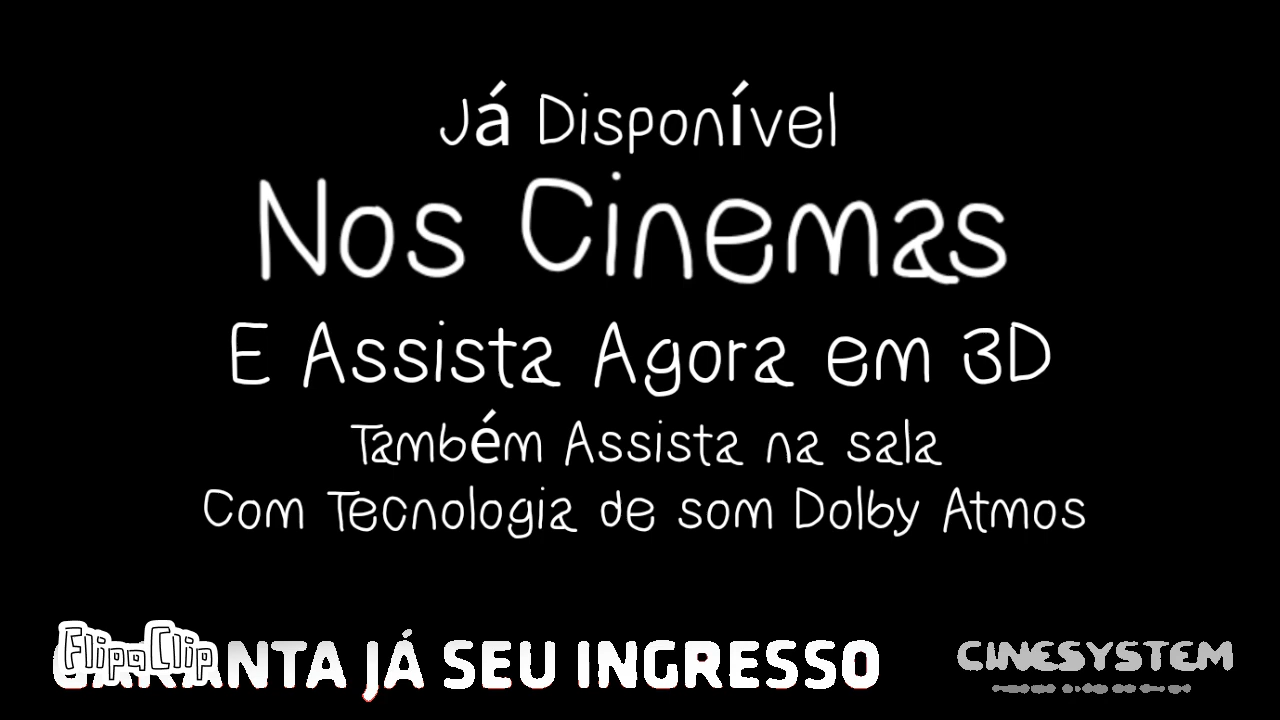 Já Disponível
Nos Cinemas
E Assista Agora em 3D
Também Assista na sala
Com Tecnologia de som Dolby Atmos
FlipaClip
JÁ SEU INGRESSO
CINESYSTEM